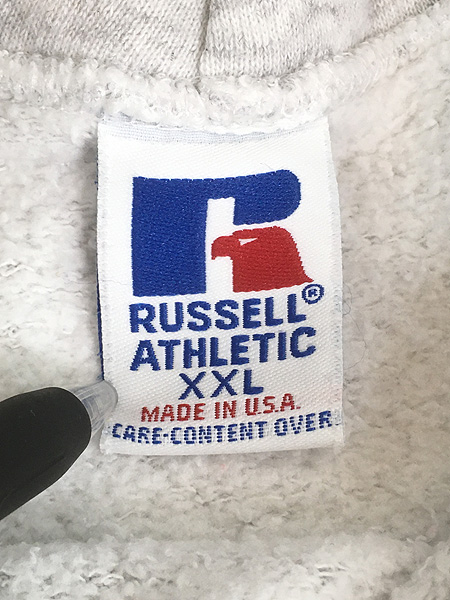 RUSSELL®
ATHLETIC
XXL
MADE IN U.S.A.
CARE-CONTENT OVER